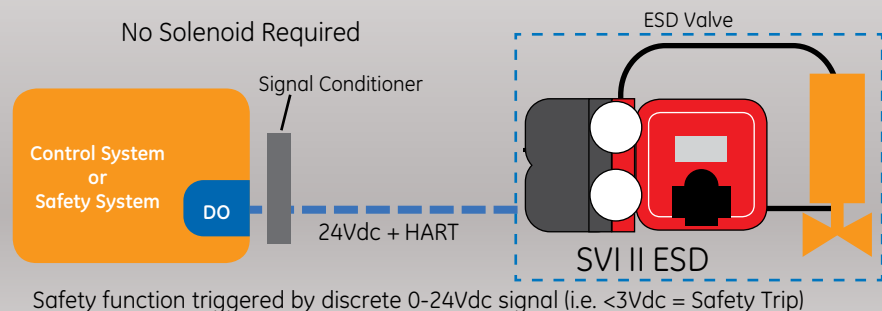 No Solenoid Required
ESD Valve
Signal Conditioner
Control System
or
Safety System
DO
24Vdc + HART
SVI II ESD
Safety function triggered by discrete 0-24Vdc signal (i.e. <3Vdc = Safety Trip)